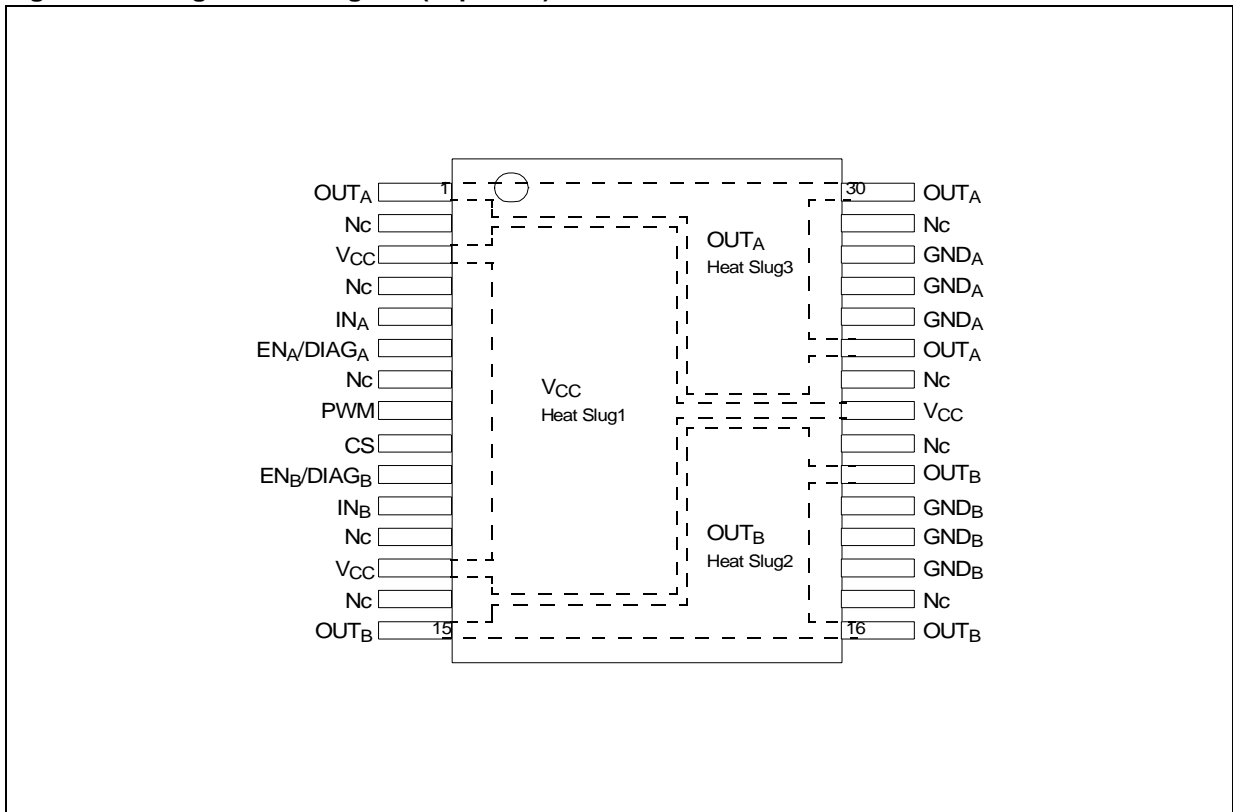 OUTA 1 30 OUTA
Nc Nc
VCC GNDA
Nc GNDA
INA GNDA
ENA/DIAGA OUTA
Nc Nc
PWM VCC
CS Nc
ENB/DIAGB OUTB
INB GNDB
Nc GNDB
VCC GNDB
Nc Nc
OUTB 15 16 OUTB
OUTA
Heat Slug3
VCC
Heat Slug1
OUTB
Heat Slug2